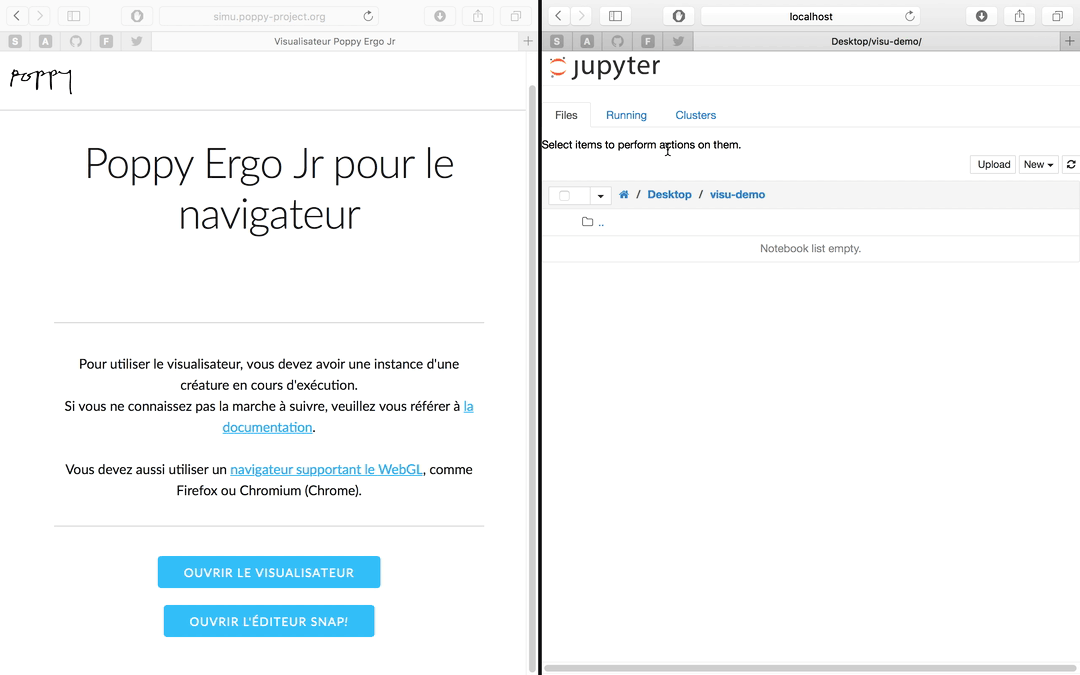 simu.poppy-project.org
S A F
Visualisateur Poppy Ergo Jr
poppy
Poppy Ergo Jr pour le
navigateur
Pour utiliser le visualisateur, vous devez avoir une instance d'une
créature en cours d'exécution.
Si vous ne connaissez pas la marche à suivre, veuillez vous référer à la
documentation.
Vous devez aussi utiliser un navigateur supportant le WebGL, comme
Firefox ou Chromium (Chrome).
OUVRIR LE VISUALISATEUR
OUVRIR L'ÉDITEUR SNAP!
localhost
S A F
Desktop/visu-demo/
jupyter
Files Running Clusters
Select items to perform actions on them.
Upload New
/ Desktop / visu-demo
..
Notebook list empty.